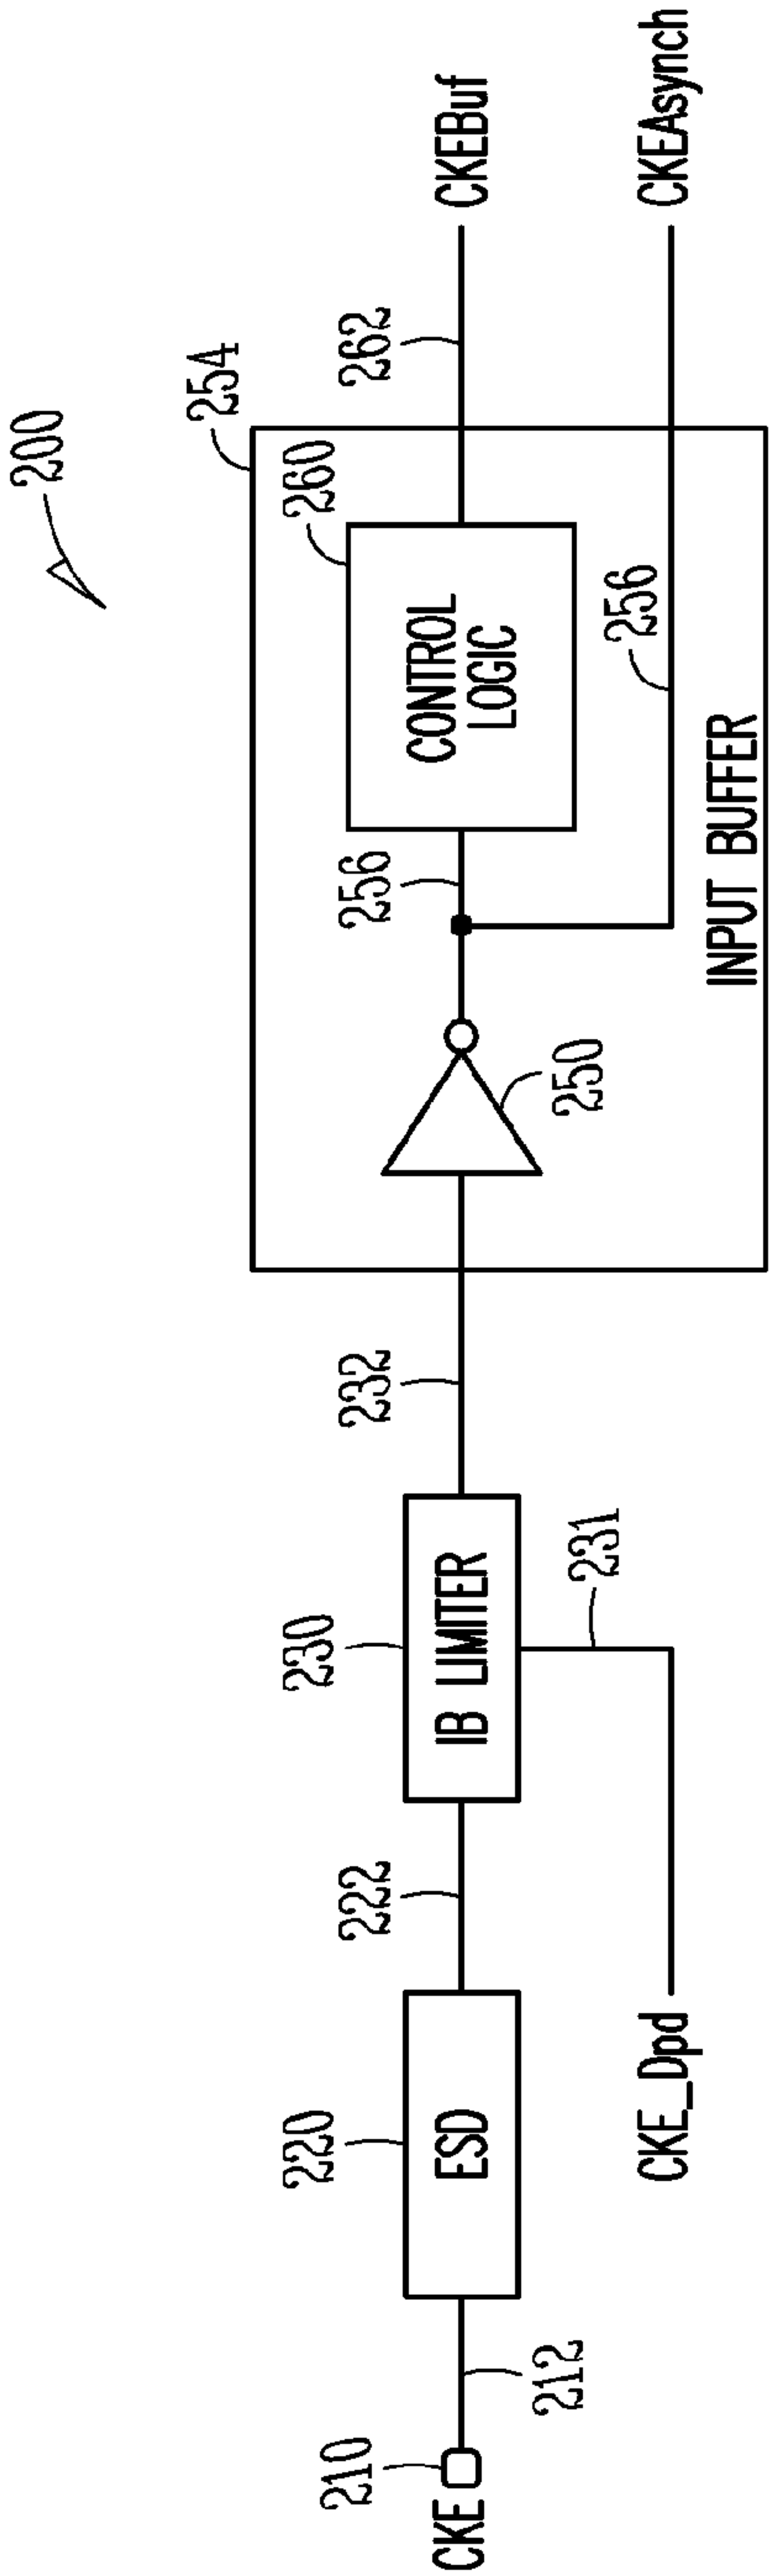 200
CKE
210
212
220
ESD
222
CKE_Dpd
231
230
IB LIMITER
232
254
250
256
260
CONTROL
LOGIC
256
INPUT BUFFER
262
CKEBuf
CKEAsynch